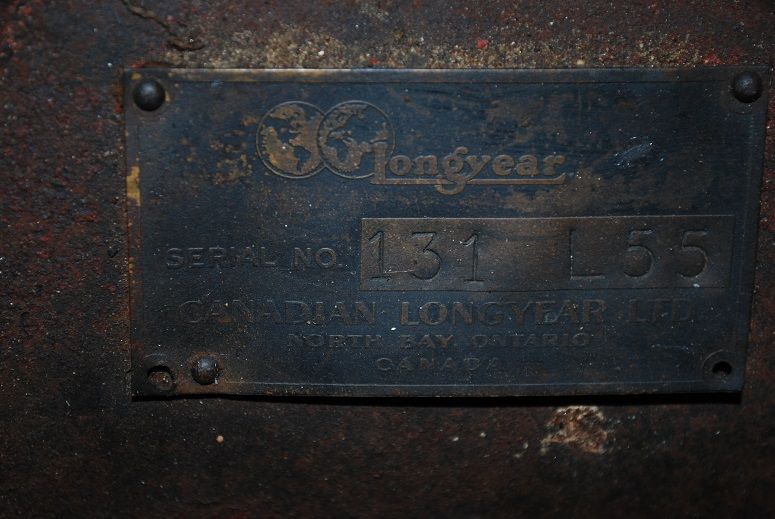 Longyear
SERIAL NO. 131 L55
CANADIAN LONGYEAR LTD
NORTH BAY ONTARIO
CANADA